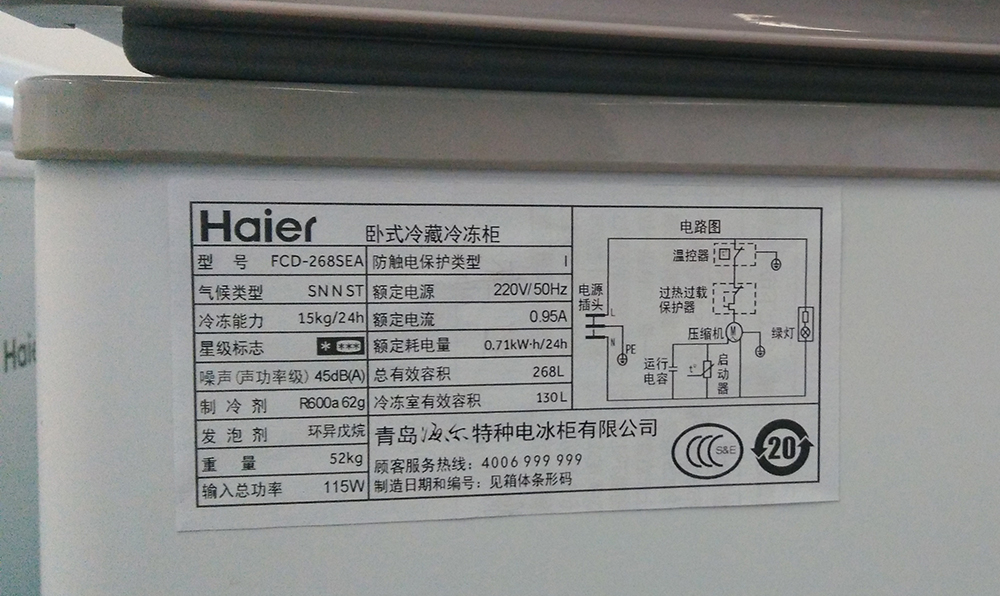 Haier 卧式冷藏冷冻柜
型 号 FCD-268SEA 防触电保护类型 I
气候类型 SNNST 额定电源 220V/50Hz
冷冻能力 15kg/24h 额定电流 0.95A
星级标志 * *** 额定耗电量 0.71kW·h/24h
噪声(声功率级) 45dB(A) 总有效容积 268L
制 冷 剂 R600a 62g 冷冻室有效容积 130L
发 泡 剂 环异戊烷
重 量 52kg
输入总功率 115W
青岛海尔特种电冰柜有限公司
顾客服务热线：4006 999 999
制造日期和编号：见箱体条形码
电路图
温控器
过热过载
保护器
电源
插头
L
N
PE
压缩机 M
绿灯
运行
电容
t°
启
动
器
CCC S&E
20
Haie